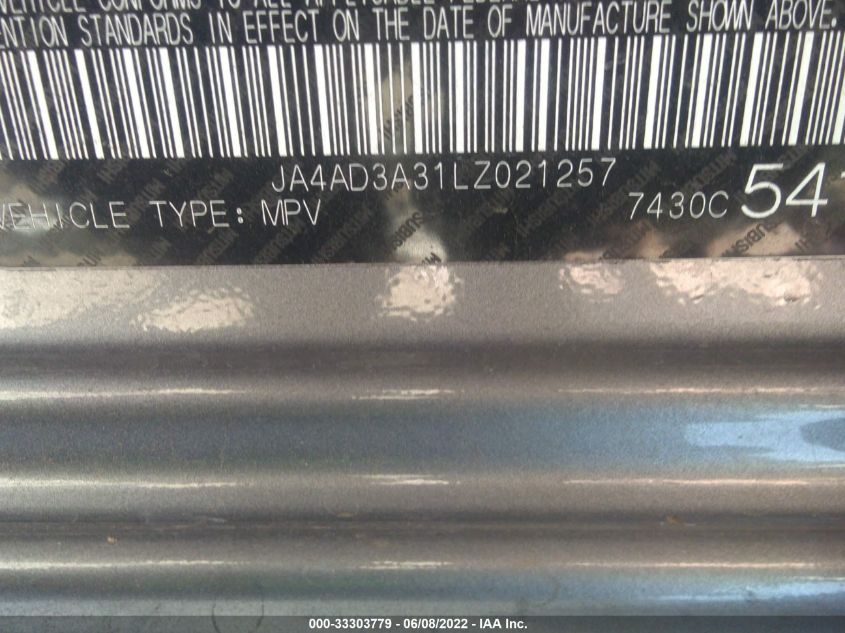 VEHICLE CONFORMS TO ALL APPLICABLE FEDERAL
STANDARDS IN EFFECT ON THE DATE OF MANUFACTURE SHOWN ABOVE.
JA4AD3A31LZ021257
VEHICLE TYPE: MPV 7430C 54
MITSUBISHI
000-33303779 - 06/08/2022 - IAA Inc.